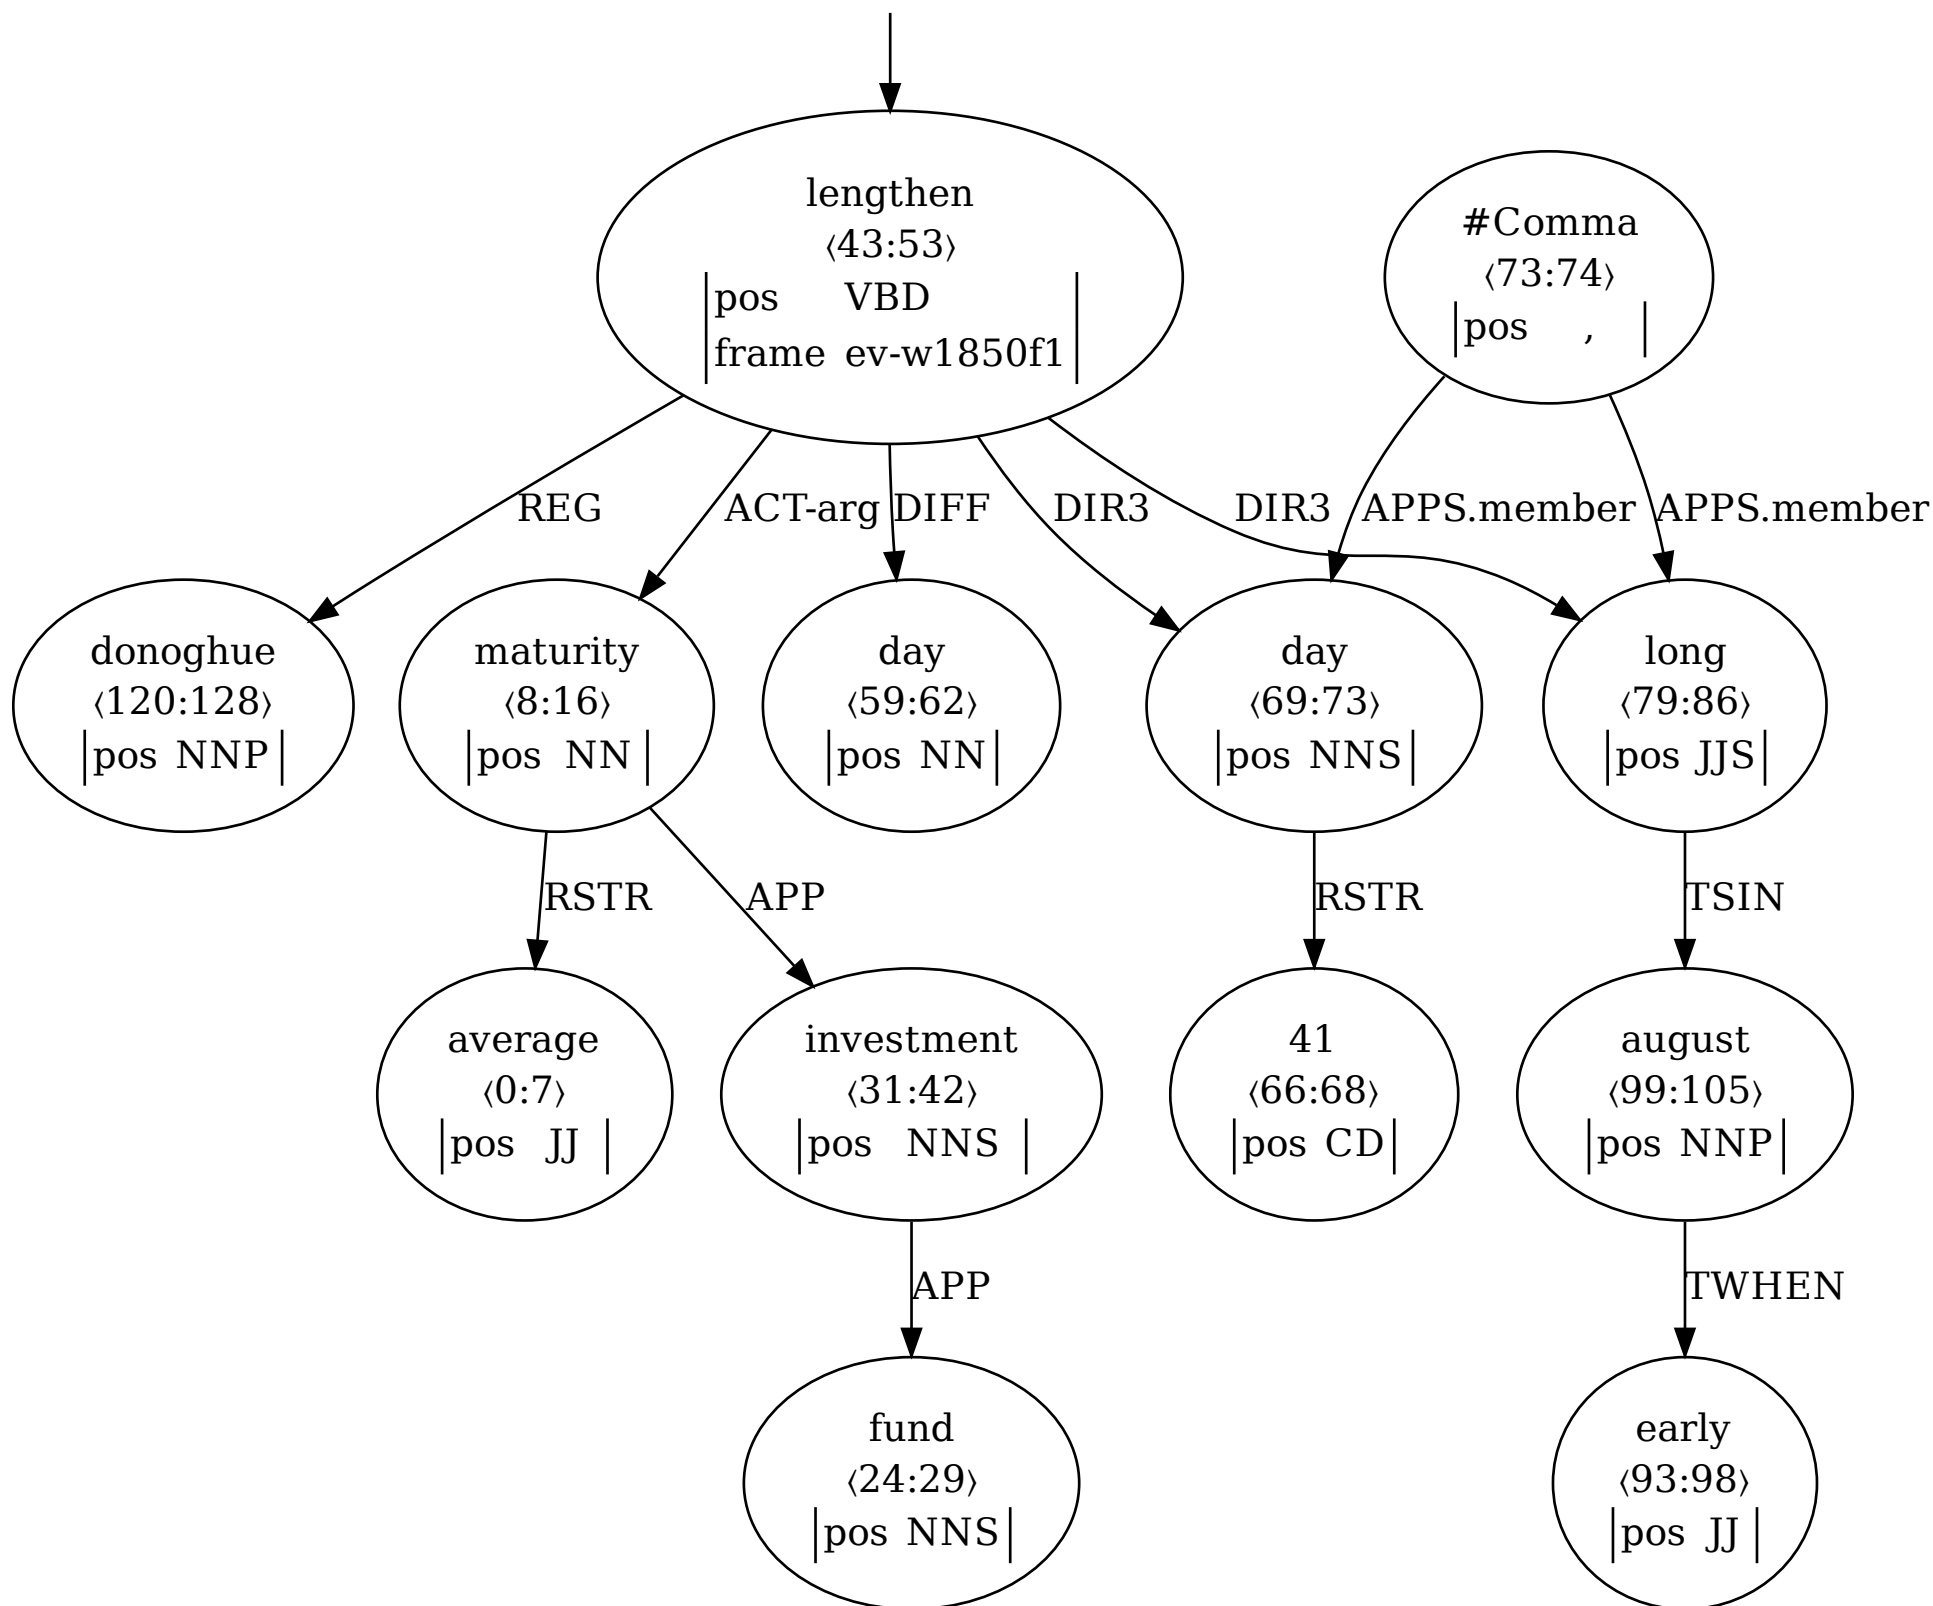 lengthen
⟨43:53⟩
pos VBD
frame ev-w1850f1
#Comma
⟨73:74⟩
pos ,
REG
ACT-arg
DIFF
DIR3
DIR3
APPS.member
APPS.member
donoghue
⟨120:128⟩
pos NNP
maturity
⟨8:16⟩
pos NN
day
⟨59:62⟩
pos NN
day
⟨69:73⟩
pos NNS
long
⟨79:86⟩
pos JJS
RSTR
APP
RSTR
TSIN
average
⟨0:7⟩
pos JJ
investment
⟨31:42⟩
pos NNS
41
⟨66:68⟩
pos CD
august
⟨99:105⟩
pos NNP
APP
TWHEN
fund
⟨24:29⟩
pos NNS
early
⟨93:98⟩
pos JJ